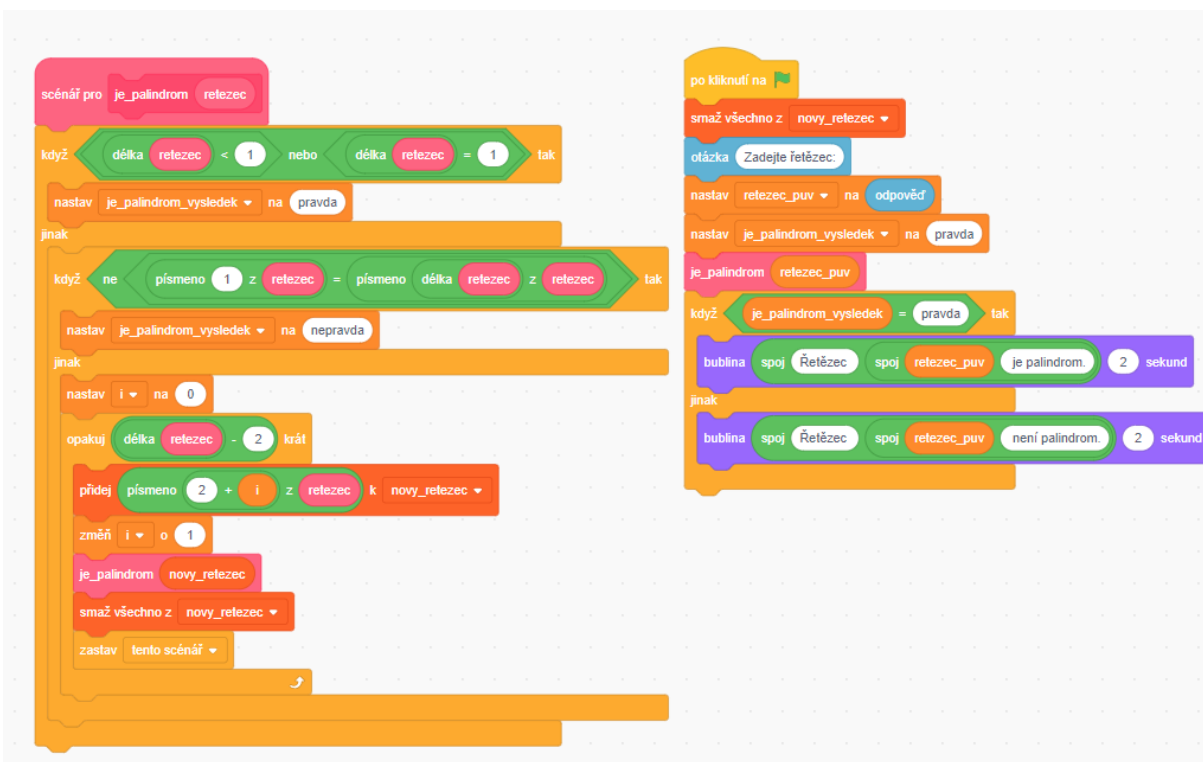 scénář pro je_palindrom retezec
když délka retezec < 1 nebo délka retezec = 1 tak
nastav je_palindrom_vysledek na pravda
jinak
když ne písmeno 1 z retezec = písmeno délka retezec z retezec tak
nastav je_palindrom_vysledek na nepravda
jinak
nastav i na 0
opakuj délka retezec - 2 krát
přidej písmeno 2 + i z retezec k novy_retezec
změň i o 1
je_palindrom novy_retezec
smaž všechno z novy_retezec
zastav tento scénář
po kliknutí na
smaž všechno z novy_retezec
otázka Zadejte řetězec:
nastav retezec_puv na odpověď
nastav je_palindrom_vysledek na pravda
je_palindrom retezec_puv
když je_palindrom_vysledek = pravda tak
bublina spoj Řetězec spoj retezec_puv je palindrom. 2 sekund
jinak
bublina spoj Řetězec spoj retezec_puv není palindrom. 2 sekund